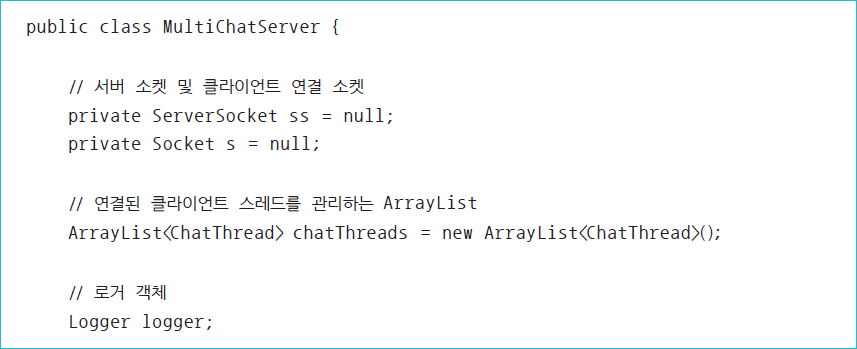 public class MultiChatServer {
// 서버 소켓 및 클라이언트 연결 소켓
private ServerSocket ss = null;
private Socket s = null;
// 연결된 클라이언트 스레드를 관리하는 ArrayList
ArrayList<ChatThread> chatThreads = new ArrayList<ChatThread>();
// 로거 객체
Logger logger;